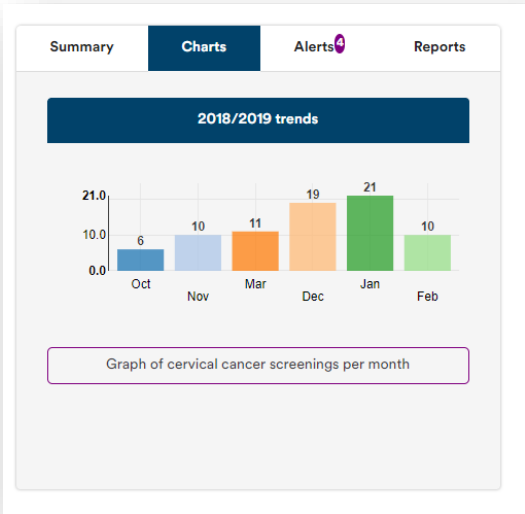 Summary Charts Alerts 4 Reports
2018/2019 trends
21.0
10.0
0.0
6 10 11 19 21 10
Oct Nov Mar Dec Jan Feb
Graph of cervical cancer screenings per month